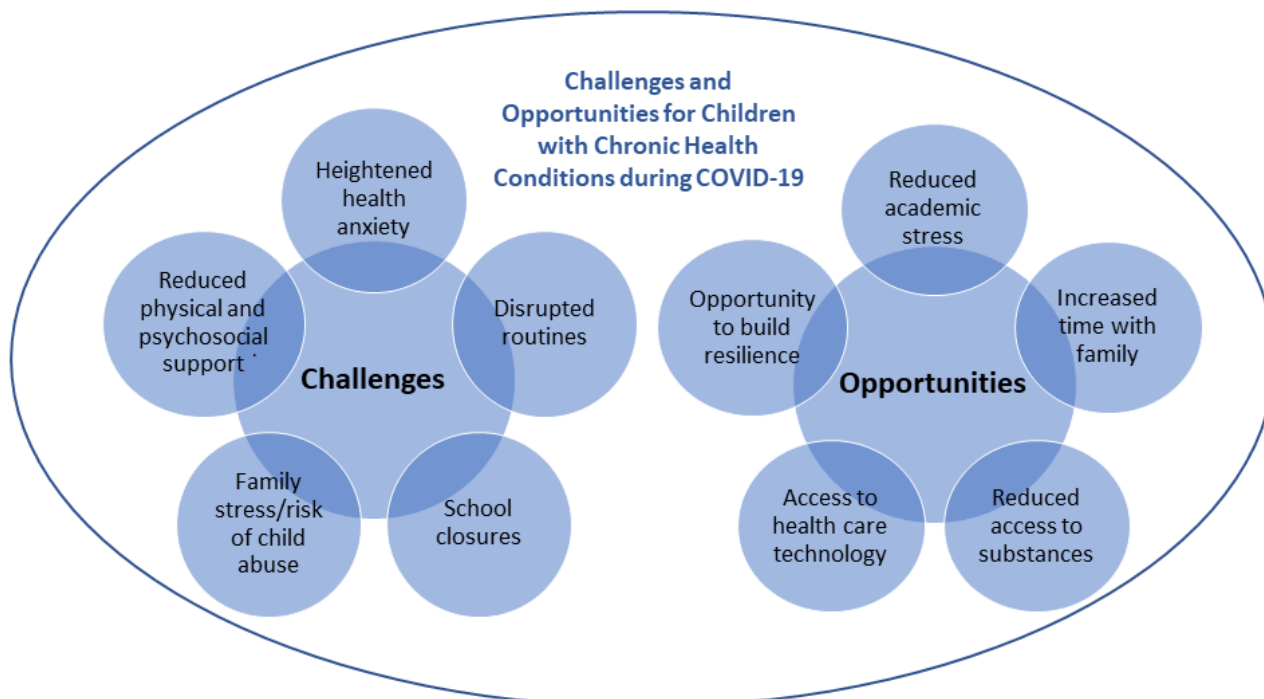 Challenges and
Opportunities for Children
with Chronic Health
Conditions during COVID-19
Heightened
health
anxiety
Reduced
physical and
psychosocial
support
Disrupted
routines
Challenges
Family
stress/risk
of child
abuse
School
closures
Reduced
academic
stress
Opportunity
to build
resilience
Increased
time with
family
Opportunities
Access to
health care
technology
Reduced
access to
substances